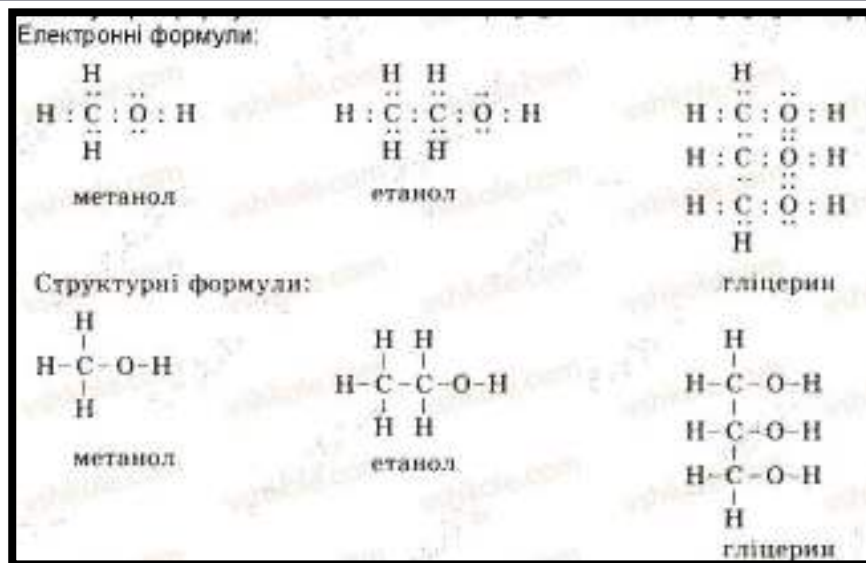 Електронні формули:
H
H : C : O : H
H
метанол
H H
H : C : C : O : H
H H
етанол
H
H : C : O : H
H : C : O : H
H : C : O : H
H
гліцерин
Структурні формули:
H
H–C–O–H
H
метанол
H H
H–C–C–O–H
H H
етанол
H
H–C–O–H
H–C–O–H
H–C–O–H
H
гліцерин